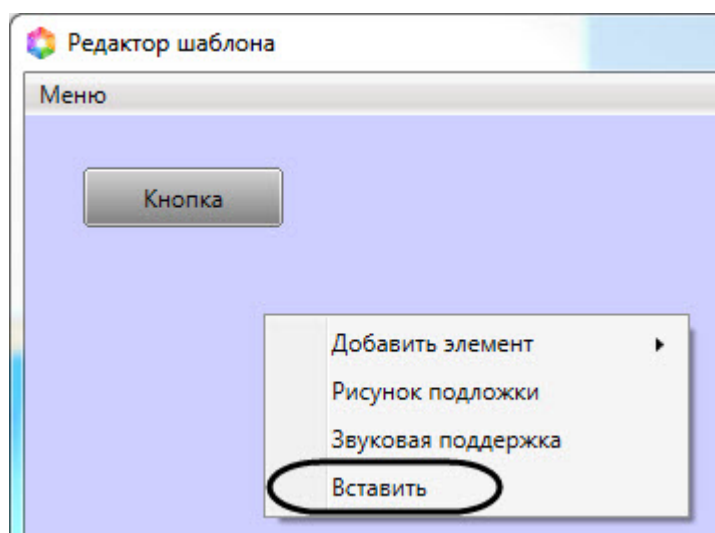 Редактор шаблона
Меню
Кнопка
Добавить элемент
Рисунок подложки
Звуковая поддержка
Вставить